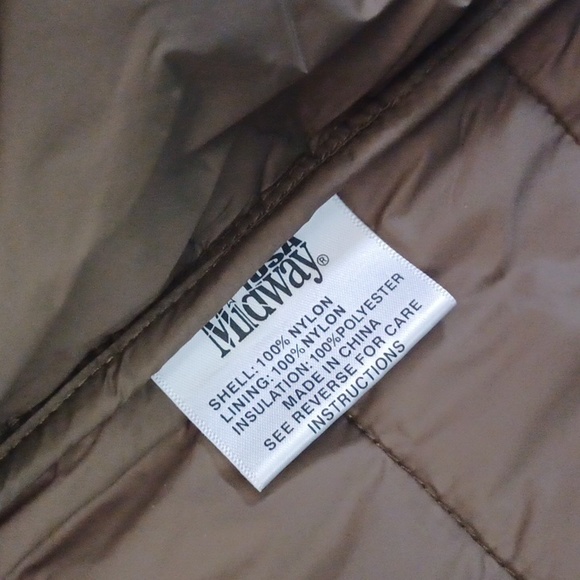 Midway®
SHELL: 100% NYLON
LINING: 100% NYLON
INSULATION: 100% POLYESTER
MADE IN CHINA
SEE REVERSE FOR CARE
INSTRUCTIONS